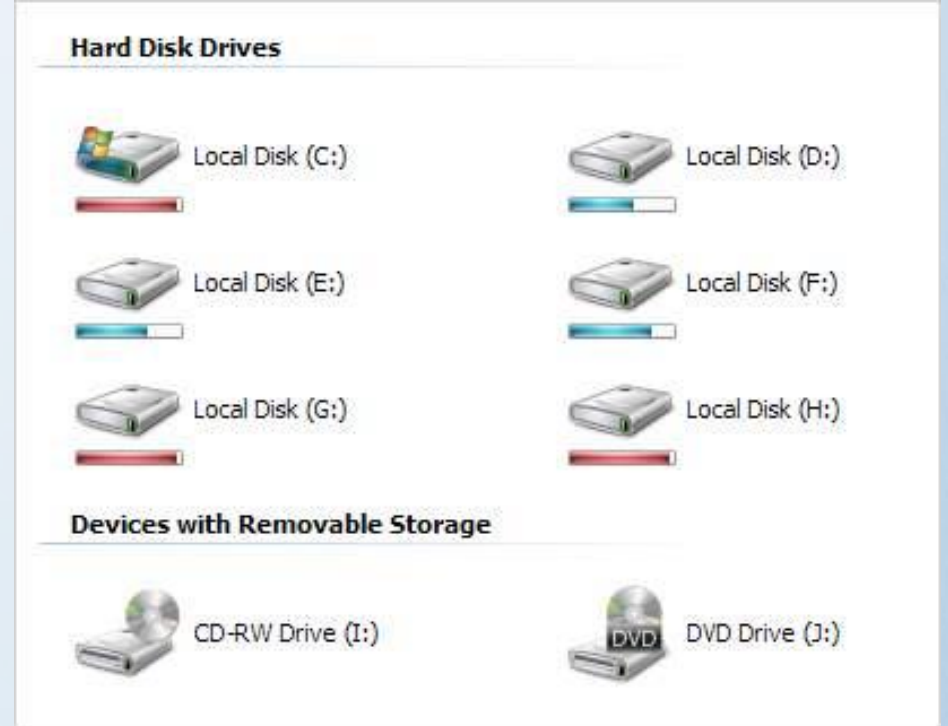 Hard Disk Drives
Local Disk (C:)
Local Disk (D:)
Local Disk (E:)
Local Disk (F:)
Local Disk (G:)
Local Disk (H:)
Devices with Removable Storage
CD-RW Drive (I:)
DVD
DVD Drive (J:)